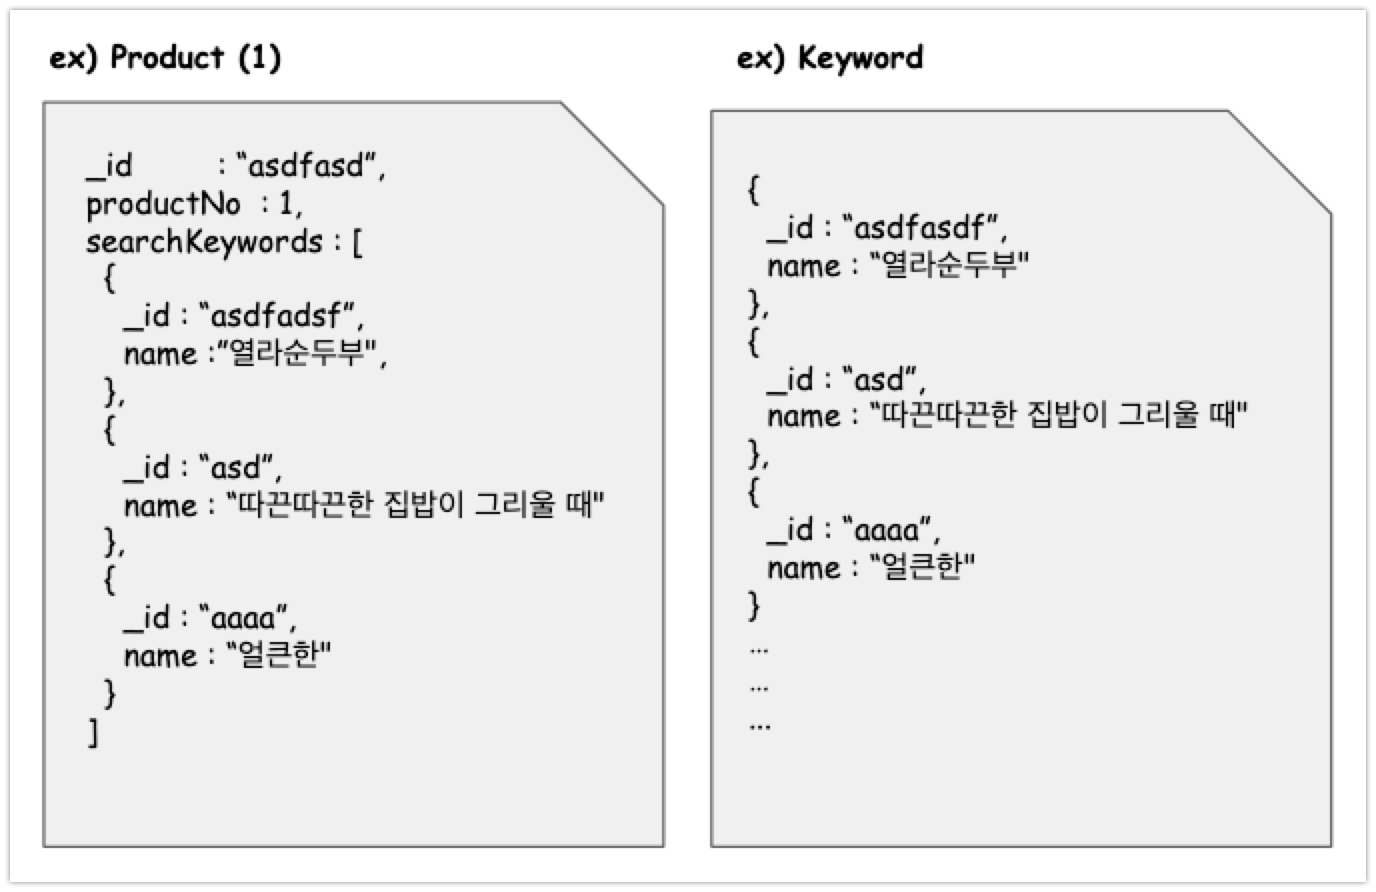 ex) Product (1)
_id : “asdfasd”,
productNo : 1,
searchKeywords : [
{
_id : “asdfadsf”,
name :”열라순두부",
},
{
_id : “asd”,
name : “따끈따끈한 집밥이 그리울 때"
},
{
_id : “aaaa”,
name : “얼큰한"
}
]
ex) Keyword
{
_id : “asdfasdf”,
name : “열라순두부"
},
{
_id : “asd”,
name : “따끈따끈한 집밥이 그리울 때"
},
{
_id : “aaaa”,
name : “얼큰한"
}
...
...
...